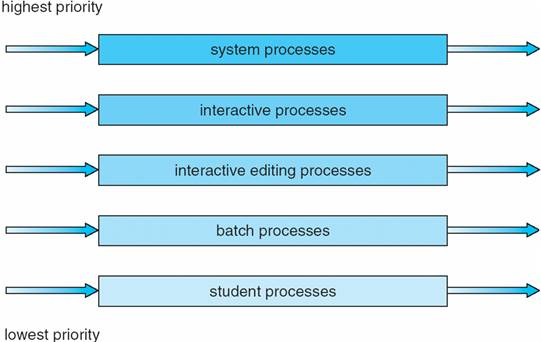 highest priority
system processes
interactive processes
interactive editing processes
batch processes
student processes
lowest priority